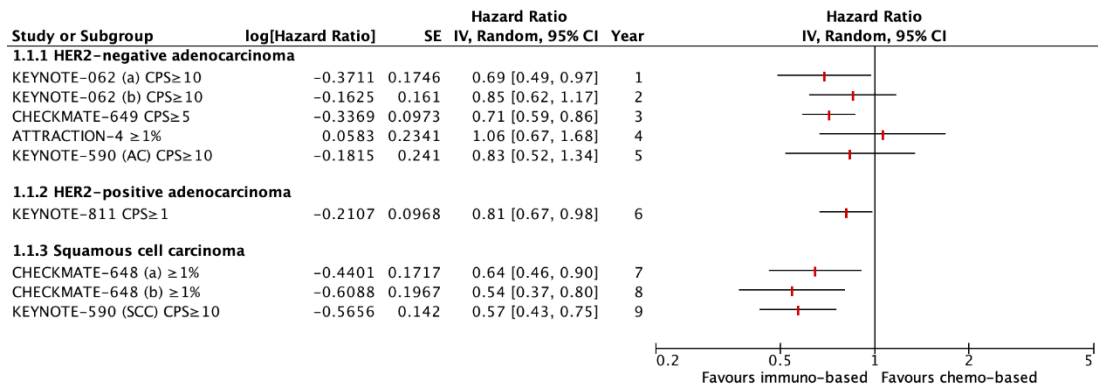 Hazard Ratio Hazard Ratio
Study or Subgroup log[Hazard Ratio] SE IV, Random, 95% CI Year IV, Random, 95% CI
1.1.1 HER2-negative adenocarcinoma
KEYNOTE-062 (a) CPS≥10 -0.3711 0.1746 0.69 [0.49, 0.97] 1
KEYNOTE-062 (b) CPS≥10 -0.1625 0.161 0.85 [0.62, 1.17] 2
CHECKMATE-649 CPS≥5 -0.3369 0.0973 0.71 [0.59, 0.86] 3
ATTRACTION-4 ≥1% 0.0583 0.2341 1.06 [0.67, 1.68] 4
KEYNOTE-590 (AC) CPS≥10 -0.1815 0.241 0.83 [0.52, 1.34] 5
1.1.2 HER2-positive adenocarcinoma
KEYNOTE-811 CPS≥1 -0.2107 0.0968 0.81 [0.67, 0.98] 6
1.1.3 Squamous cell carcinoma
CHECKMATE-648 (a) ≥1% -0.4401 0.1717 0.64 [0.46, 0.90] 7
CHECKMATE-648 (b) ≥1% -0.6088 0.1967 0.54 [0.37, 0.80] 8
KEYNOTE-590 (SCC) CPS≥10 -0.5656 0.142 0.57 [0.43, 0.75] 9
0.2 0.5 1 2 5
Favours immuno-based Favours chemo-based